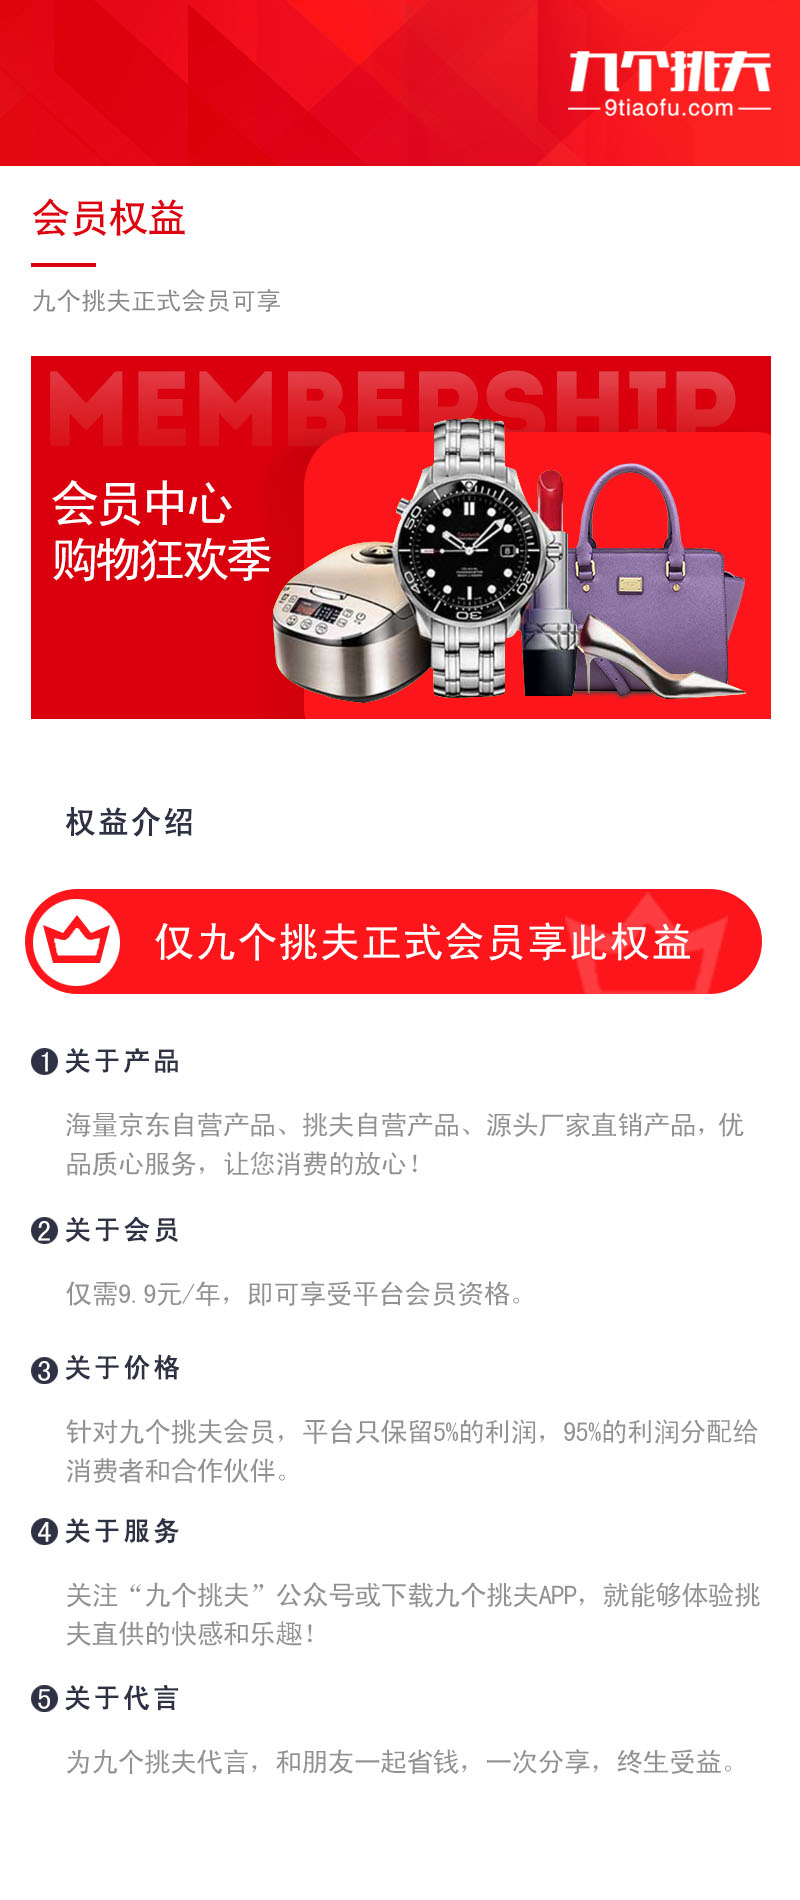 九个挑夫
9tiaofu.com
会员权益
九个挑夫正式会员可享
MEMBERSHIP
会员中心
购物狂欢季
权益介绍
仅九个挑夫正式会员享此权益
1 关于产品
海量京东自营产品、挑夫自营产品、源头厂家直销产品，优
品质心服务，让您消费的放心！
2 关于会员
仅需9.9元/年，即可享受平台会员资格。
3 关于价格
针对九个挑夫会员，平台只保留5%的利润，95%的利润分配给
消费者和合作伙伴。
4 关于服务
关注“九个挑夫”公众号或下载九个挑夫APP，就能够体验挑
夫直供的快感和乐趣！
5 关于代言
为九个挑夫代言，和朋友一起省钱，一次分享，终生受益。